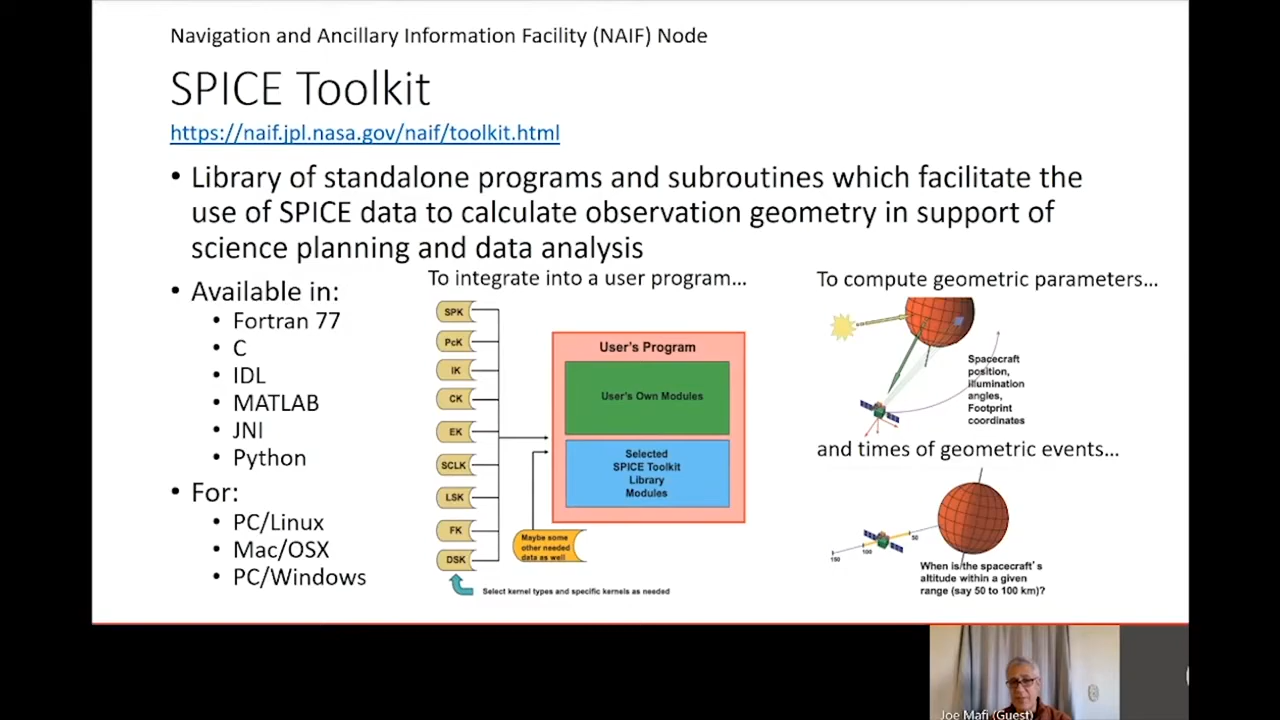 Navigation and Ancillary Information Facility (NAIF) Node
SPICE Toolkit
https://naif.jpl.nasa.gov/naif/toolkit.html
• Library of standalone programs and subroutines which facilitate the
use of SPICE data to calculate observation geometry in support of
science planning and data analysis
• Available in:
• Fortran 77
• C
• IDL
• MATLAB
• JNI
• Python
• For:
• PC/Linux
• Mac/OSX
• PC/Windows
To integrate into a user program...
SPK
PcK
IK
CK
EK
SCLK
LSK
FK
DSK
User's Program
User's Own Modules
Selected
SPICE Toolkit
Library
Modules
Maybe some
other needed
data as well
Select kernel types and specific kernels as needed
To compute geometric parameters...
Spacecraft
position,
illumination
angles,
Footprint
coordinates
and times of geometric events...
50
100
150
When is the spacecraft's
altitude within a given
range (say 50 to 100 km)?
Joe Mafi (Guest)